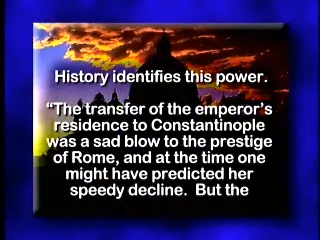 History identifies this power.
“The transfer of the emperor’s
residence to Constantinople
was a sad blow to the prestige
of Rome, and at the time one
might have predicted her
speedy decline.  But the